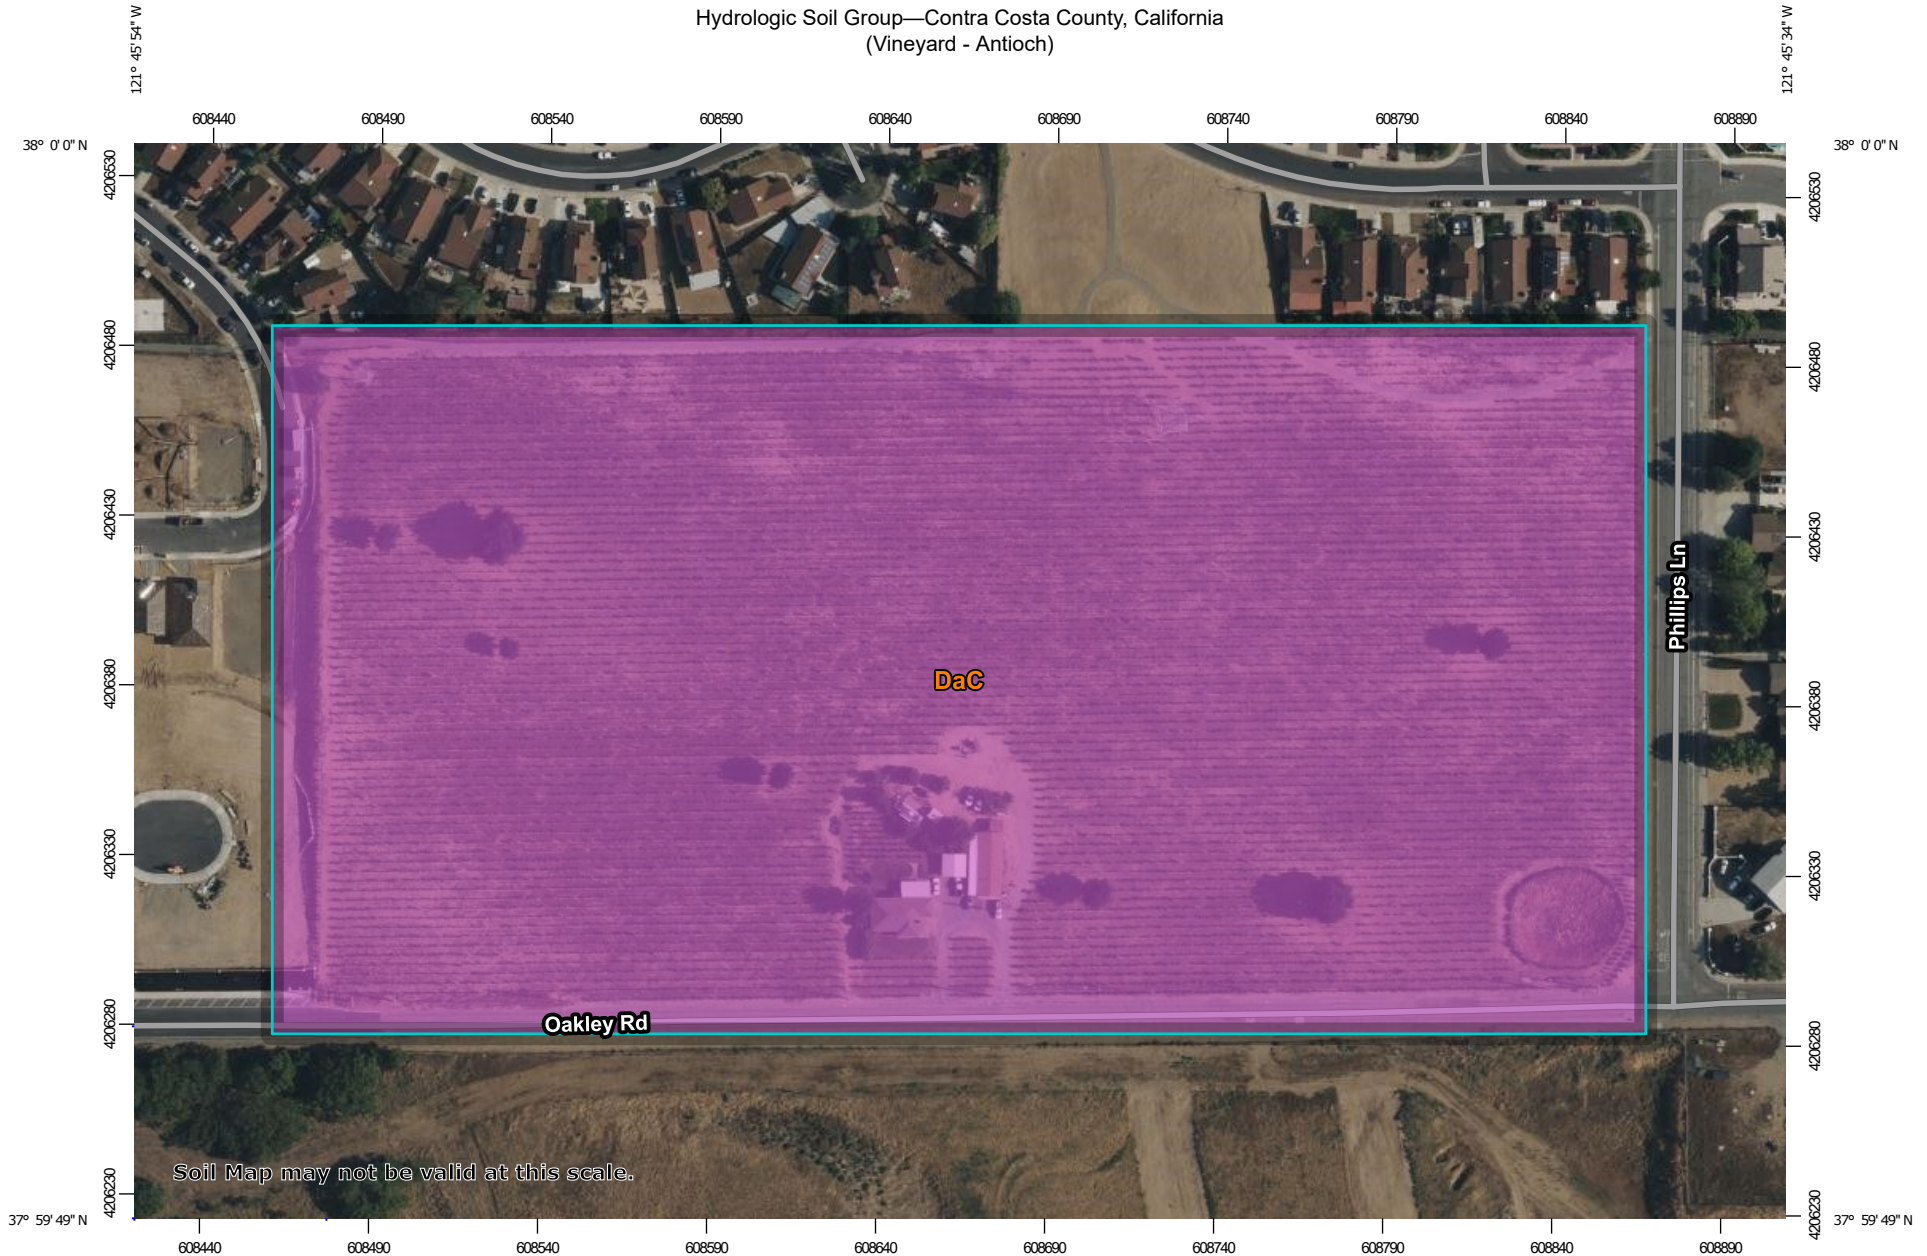 Hydrologic Soil Group—Contra Costa County, California
(Vineyard - Antioch)
121° 45' 54" W
121° 45' 34" W
608440 608490 608540 608590 608640 608690 608740 608790 608840 608890
38° 0' 0" N
38° 0' 0" N
4206530
4206480
4206430
4206380
4206330
4206280
4206230
4206530
4206480
4206430
4206380
4206330
4206280
4206230
Phillips Ln
DaC
Oakley Rd
Soil Map may not be valid at this scale.
37° 59' 49" N
37° 59' 49" N
608440 608490 608540 608590 608640 608690 608740 608790 608840 608890